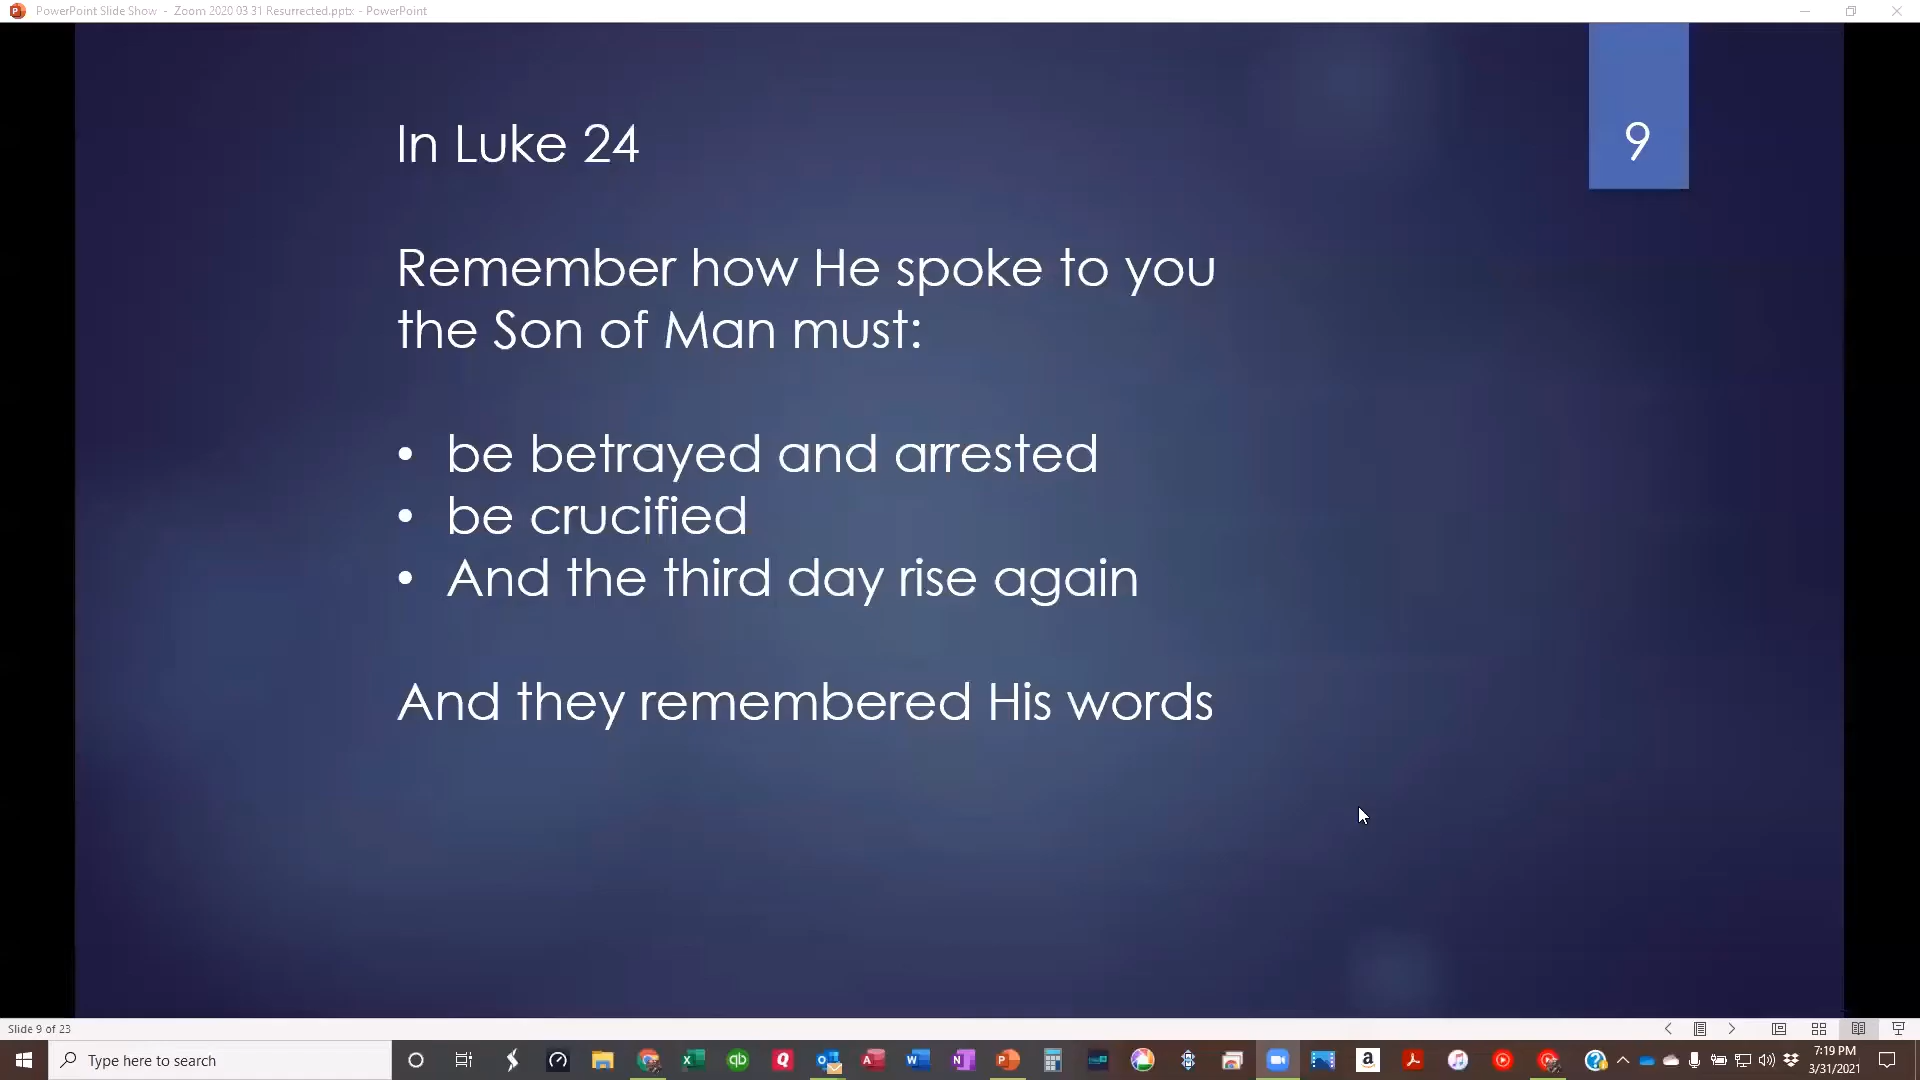 PowerPoint Slide Show - Zoom 2020 03 31 Resurrected.pptx - PowerPoint
9
In Luke 24
Remember how He spoke to you
the Son of Man must:
• be betrayed and arrested
• be crucified
• And the third day rise again
And they remembered His words
Slide 9 of 23
Type here to search
7:19 PM
3/31/2021